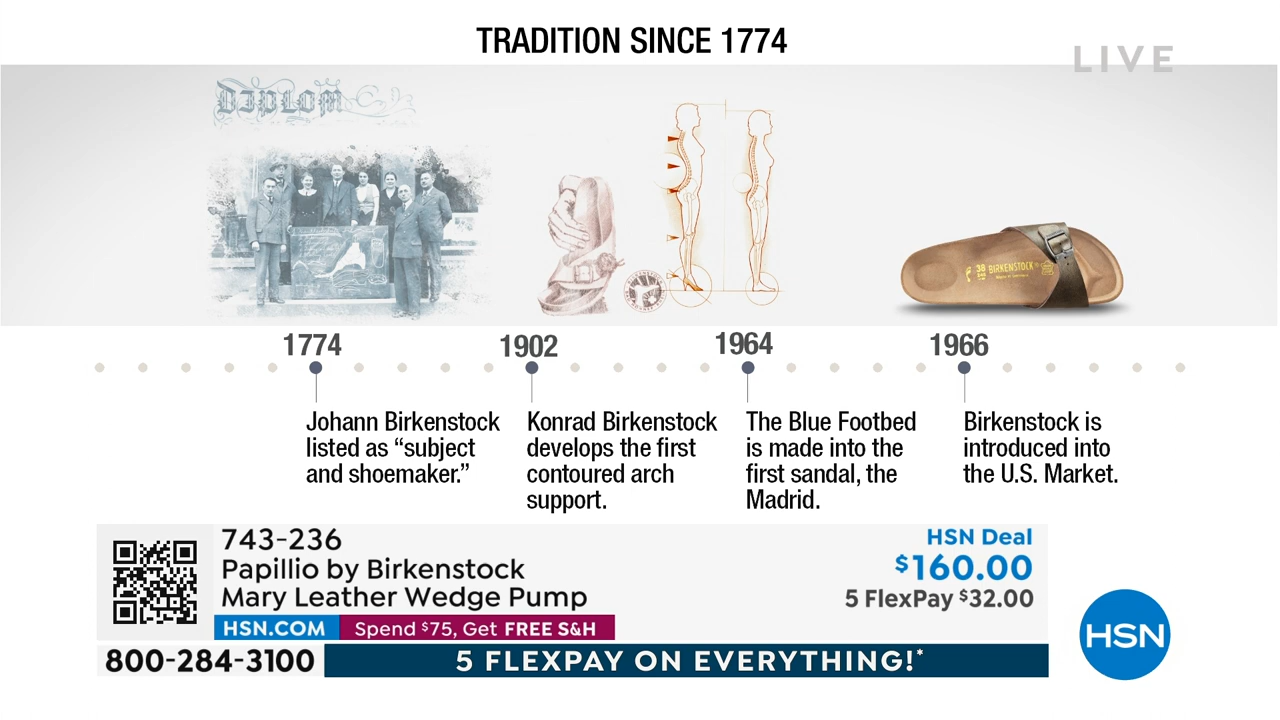 TRADITION SINCE 1774
LIVE
Diplom
38
BIRKENSTOCK
1774
1902
1964
1966
Johann Birkenstock
listed as “subject
and shoemaker.”
Konrad Birkenstock
develops the first
contoured arch
support.
The Blue Footbed
is made into the
first sandal, the
Madrid.
Birkenstock is
introduced into
the U.S. Market.
743-236
Papillio by Birkenstock
Mary Leather Wedge Pump
HSN Deal
$160.00
5 FlexPay $32.00
HSN.COM
Spend $75, Get FREE S&H
800-284-3100
5 FLEXPAY ON EVERYTHING!*
HSN